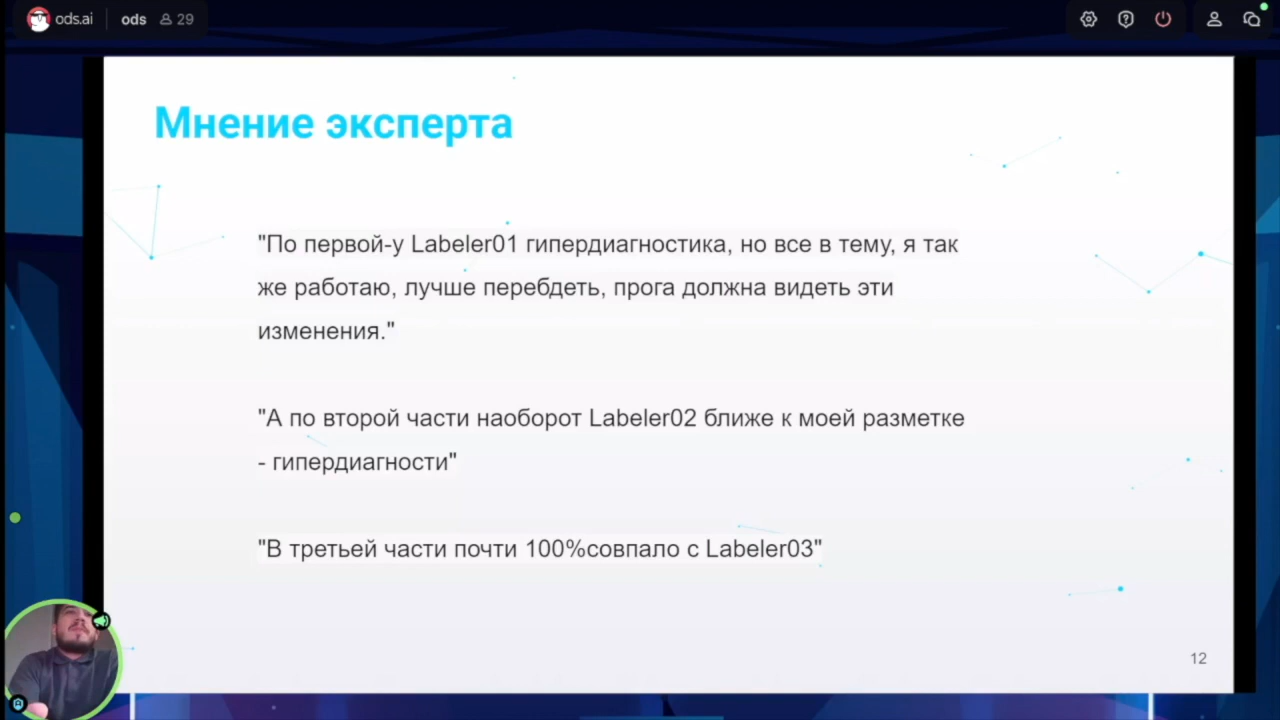 ods.ai
ods
29
Мнение эксперта
"По первой-у Labeler01 гипердиагностика, но все в тему, я так
же работаю, лучше перебдеть, прога должна видеть эти
изменения."
"А по второй части наоборот Labeler02 ближе к моей разметке
- гипердиагности"
"В третьей части почти 100%совпало с Labeler03"
12